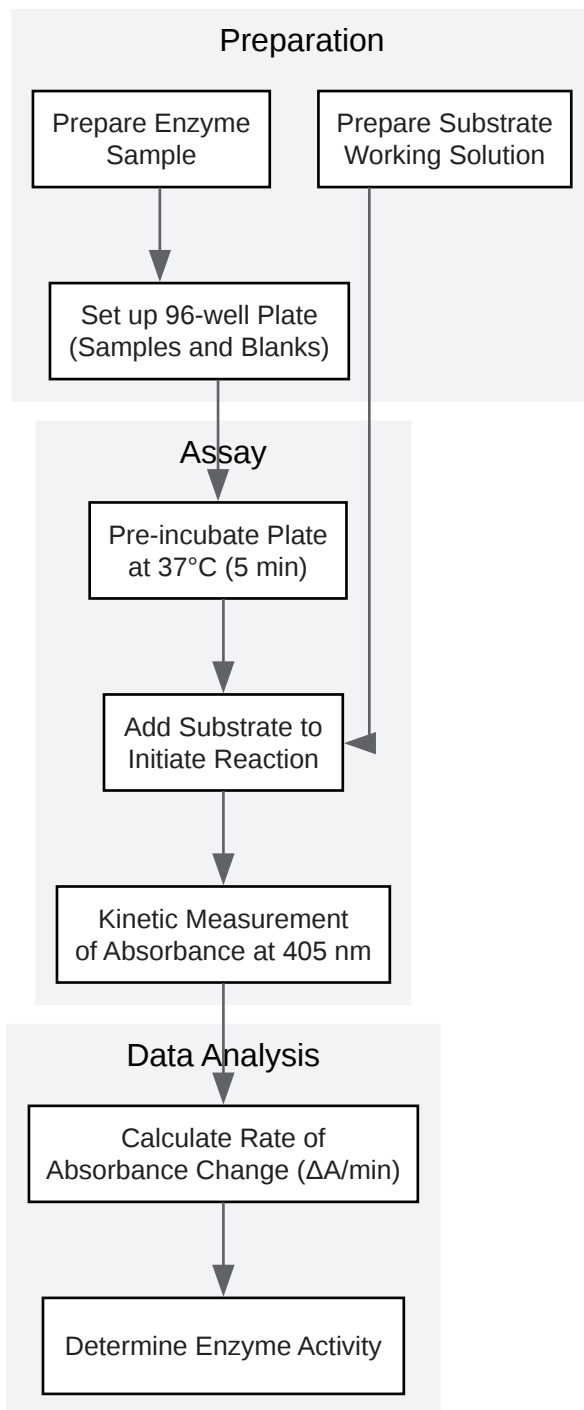 Preparation
Prepare Enzyme
Sample
Prepare Substrate
Working Solution
Set up 96-well Plate
(Samples and Blanks)
Assay
Pre-incubate Plate
at 37°C (5 min)
Add Substrate to
Initiate Reaction
Kinetic Measurement
of Absorbance at 405 nm
Data Analysis
Calculate Rate of
Absorbance Change (ΔA/min)
Determine Enzyme Activity